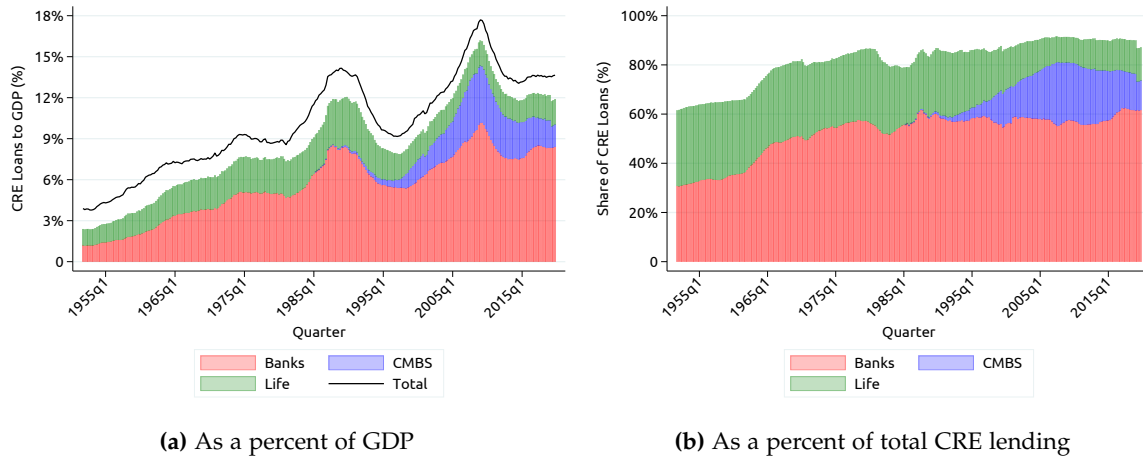 18%
15%
12%
9%
6%
3%
0
CRE Loans to GDP (%)
1955q1
1965q1
1975q1
1985q1
1995q1
2005q1
2015q1
Quarter
Banks
CMBS
Life
Total
(a) As a percent of GDP
100%
80%
60%
40%
20%
0
Share of CRE Loans (%)
1955q1
1965q1
1975q1
1985q1
1995q1
2005q1
2015q1
Quarter
Banks
CMBS
Life
(b) As a percent of total CRE lending